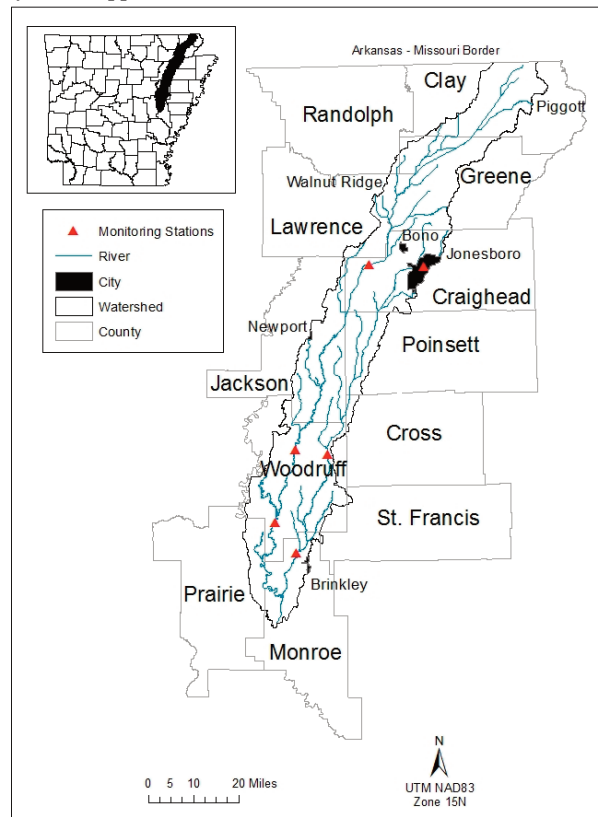 Arkansas - Missouri Border
Clay
Piggott
Randolph
Greene
Walnut Ridge
Lawrence
Bono
Jonesboro
Craighead
Monitoring Stations
River
City
Watershed
County
Newport
Poinsett
Jackson
Cross
Woodruff
St. Francis
Brinkley
Prairie
Monroe
N
0 5 10 20 Miles
UTM NAD83
Zone 15N